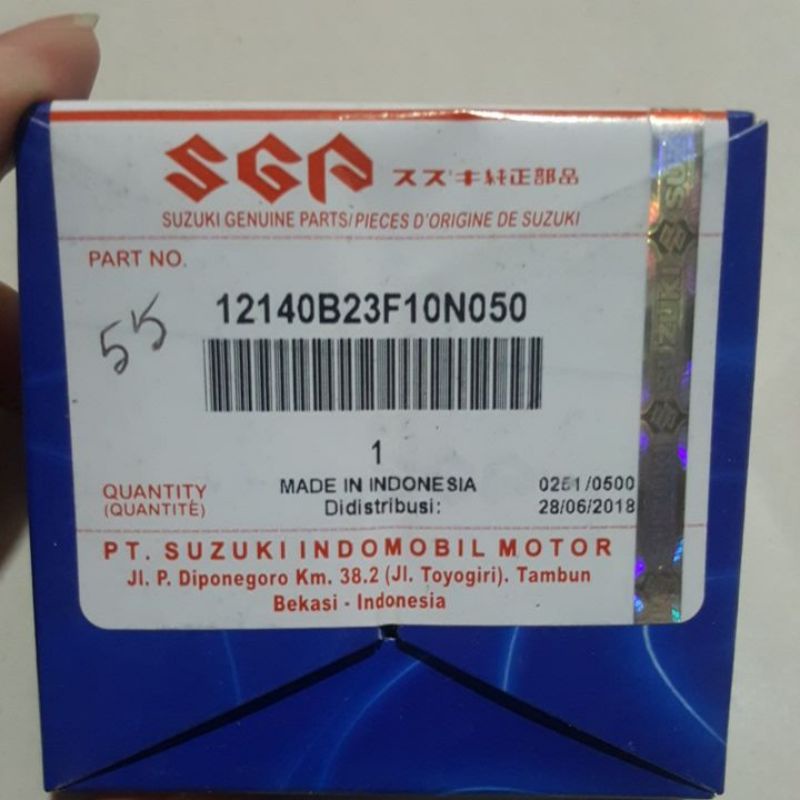 SGP スズキ純正部品
SUZUKI GENUINE PARTS/PIECES D'ORIGINE DE SUZUKI
PART NO.
12140B23F10N050
55
1
QUANTITY
(QUANTITÉ)
MADE IN INDONESIA
Didistribusi:
0261/0500
28/06/2018
PT. SUZUKI INDOMOBIL MOTOR
Jl. P. Diponegoro Km. 38.2 (Jl. Toyogiri). Tambun
Bekasi - Indonesia
SUZUKI
SUZUKI